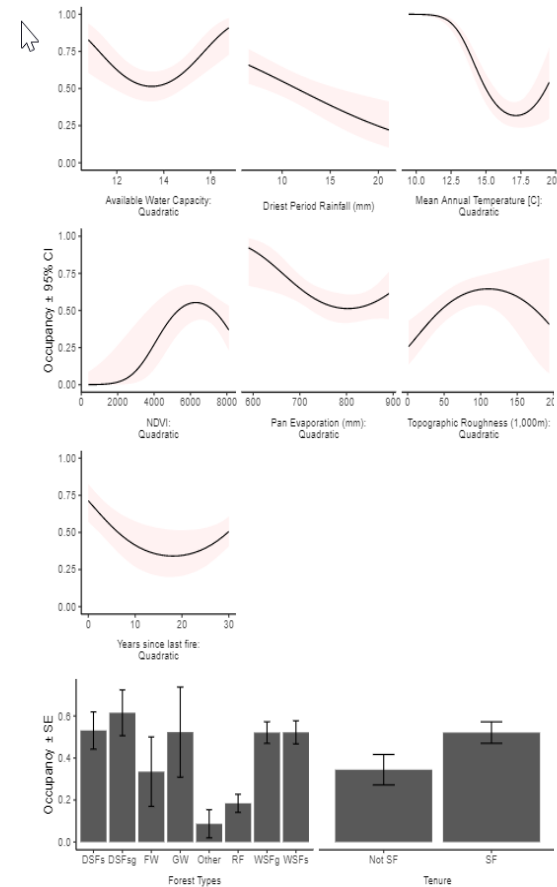 1.00
0.75
0.50
0.25
0.00
12 14 16
Available Water Capacity:
Quadratic
10 15 20
Driest Period Rainfall (mm)
10.0 12.5 15.0 17.5 20
Mean Annual Temperature [C]:
Quadratic
Occupancy ± 95% CI
1.00
0.75
0.50
0.25
0.00
0 2000 4000 6000 8000
NDVI:
Quadratic
600 700 800 900
Pan Evaporation (mm):
Quadratic
0 50 100 150 200
Topographic Roughness (1,000m):
Quadratic
1.00
0.75
0.50
0.25
0.00
0 10 20 30
Years since last fire:
Quadratic
Occupancy ± SE
0.6
0.4
0.2
0.0
DSFs DSFsg FW GW Other RF WSFg WSFs
Forest Types
Not SF SF
Tenure